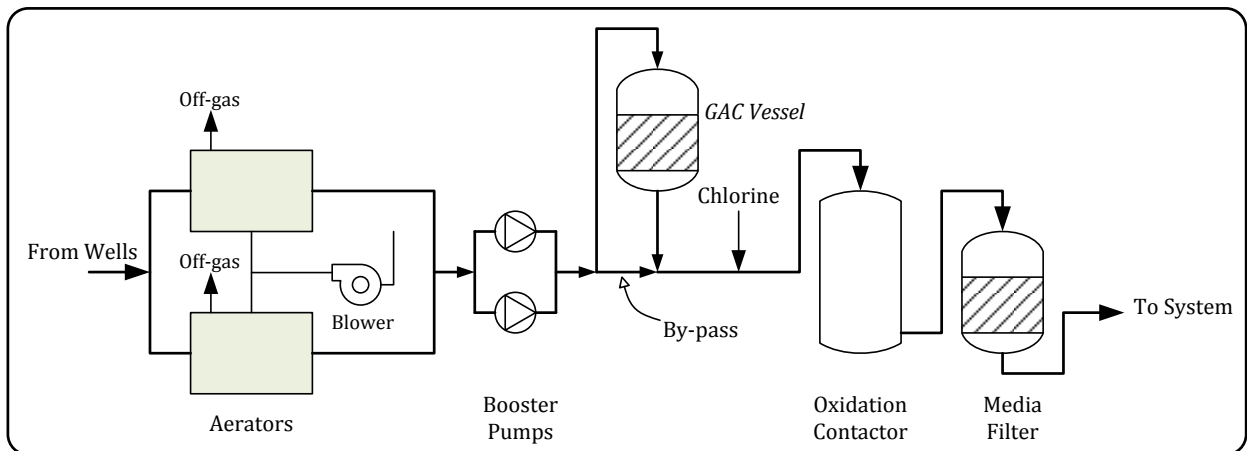 Off-gas
GAC Vessel
Chlorine
From Wells
Off-gas
Blower
By-pass
To System
Aerators
Booster
Pumps
Oxidation
Contactor
Media
Filter